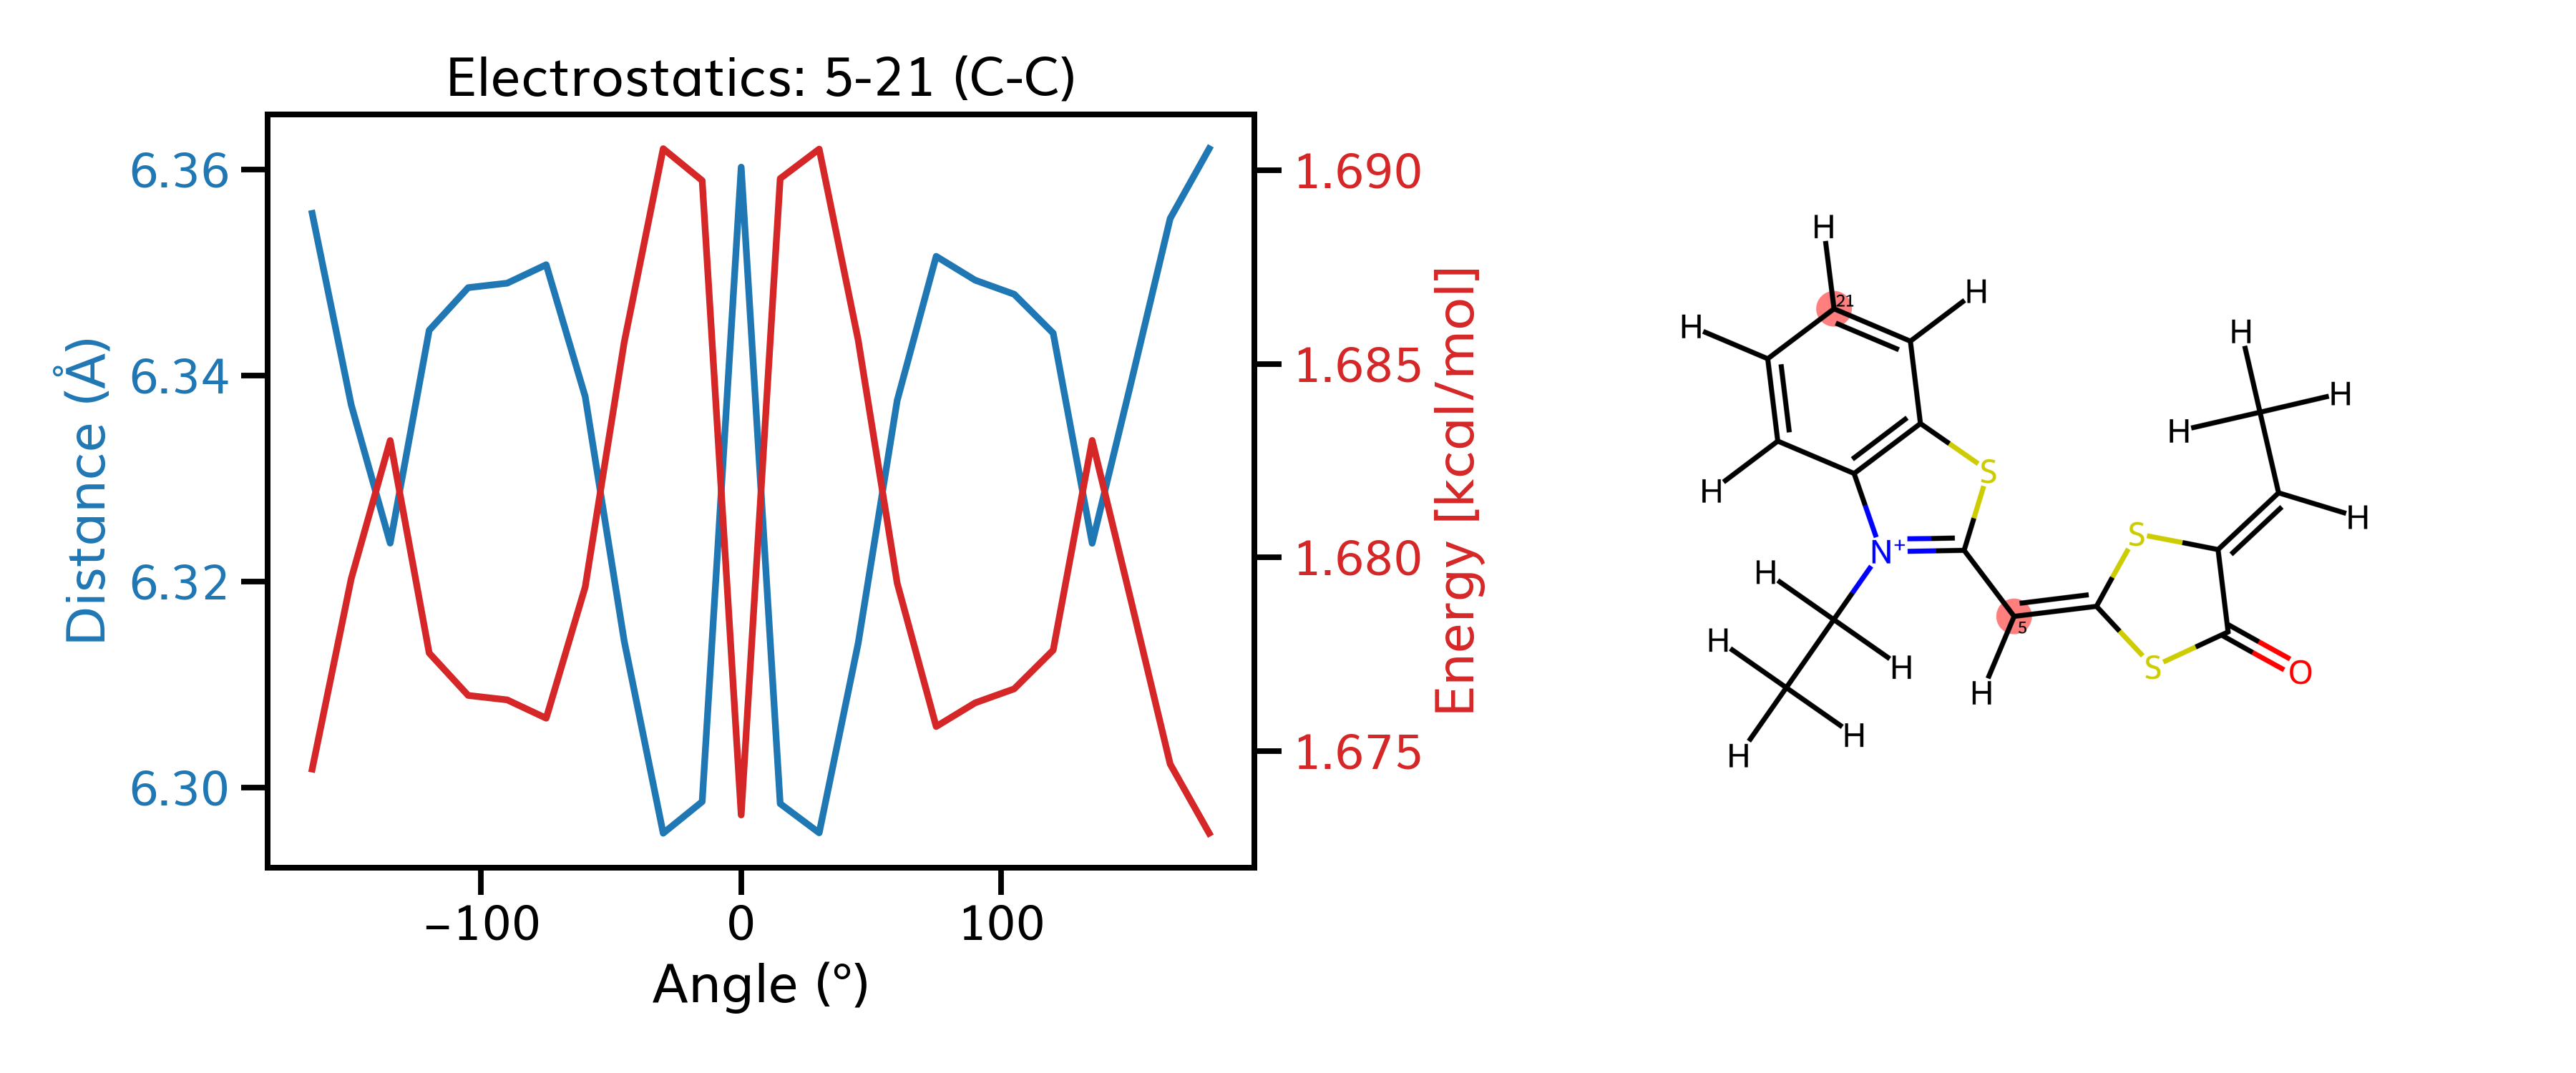 Electrostatics: 5-21 (C-C)
Distance (Å)
6.36
6.34
6.32
6.30
1.690
1.685
1.680
1.675
Energy [kcal/mol]
−100 0 100
Angle (°)
H
H
21
H
H
H
S
N+
H
H
H
H
H
H
5
S
S
O
H
H
H
H